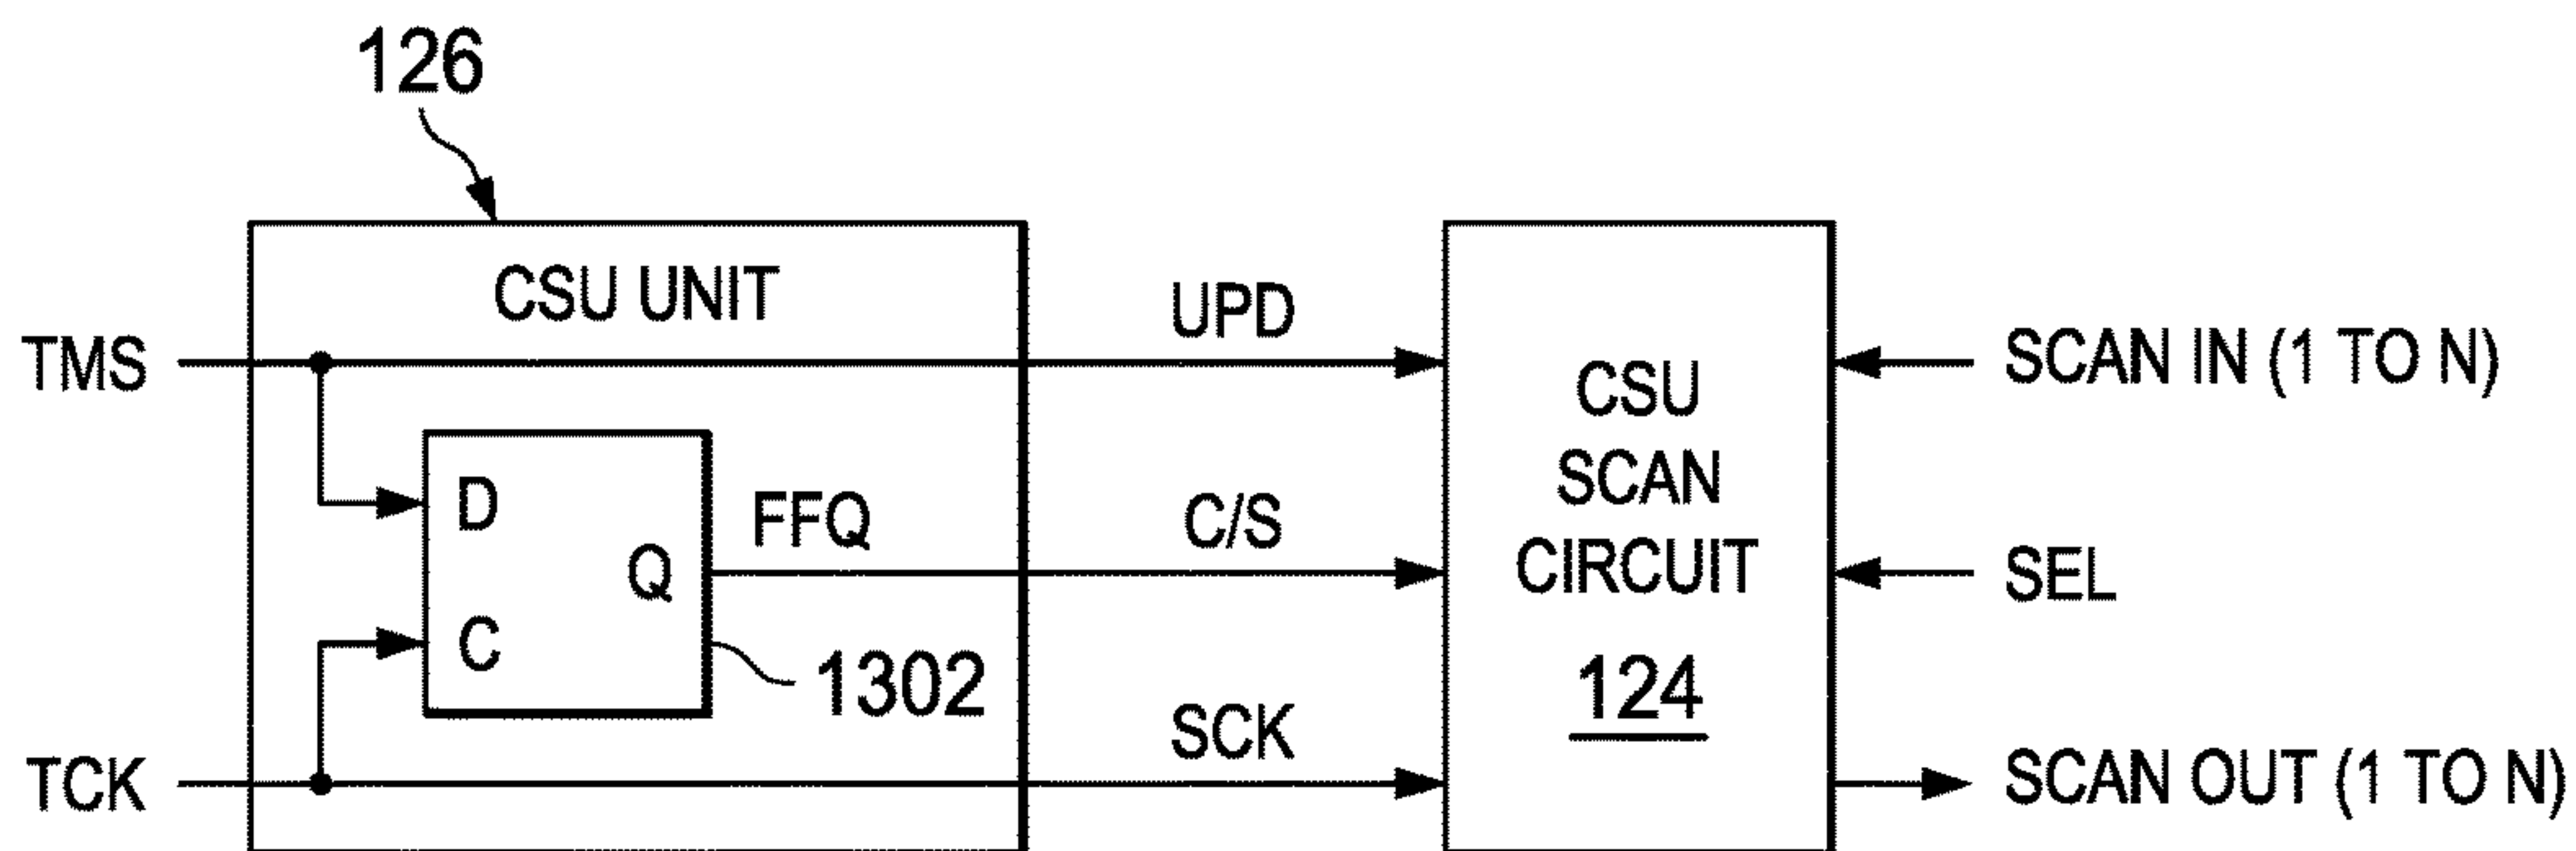 126
CSU UNIT
TMS
D
C
Q
FFQ
1302
TCK
UPD
C/S
SCK
CSU
SCAN
CIRCUIT
124
SCAN IN (1 TO N)
SEL
SCAN OUT (1 TO N)